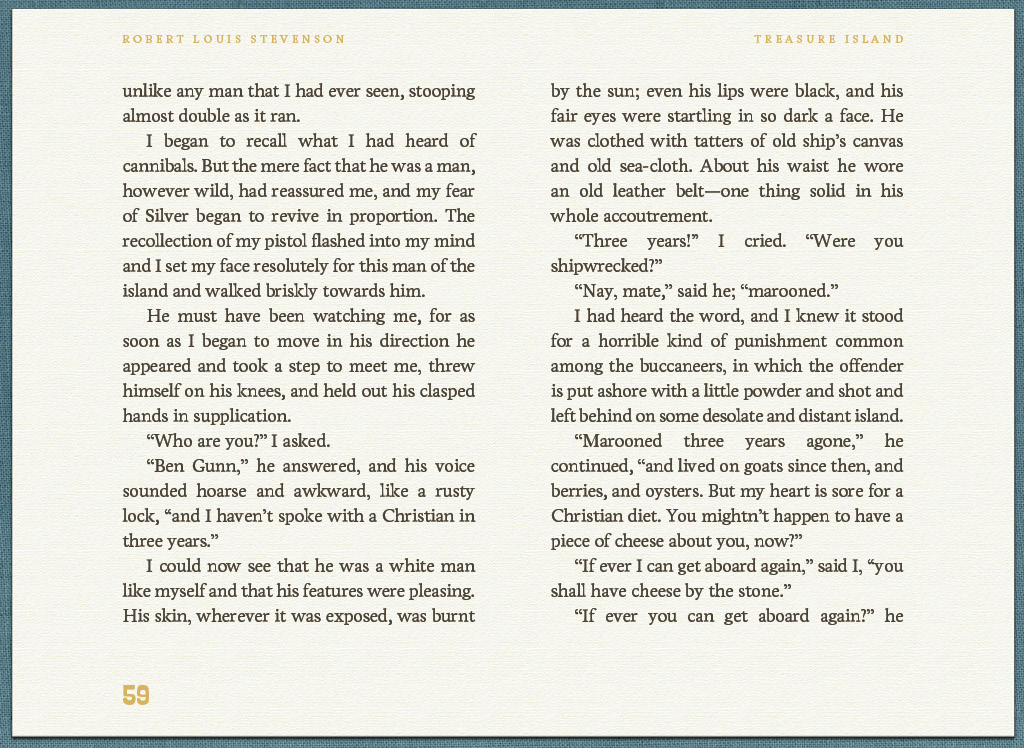 ROBERT LOUIS STEVENSON
TREASURE ISLAND
unlike any man that I had ever seen, stooping
almost double as it ran.
I began to recall what I had heard of
cannibals. But the mere fact that he was a man,
however wild, had reassured me, and my fear
of Silver began to revive in proportion. The
recollection of my pistol flashed into my mind
and I set my face resolutely for this man of the
island and walked briskly towards him.
He must have been watching me, for as
soon as I began to move in his direction he
appeared and took a step to meet me, threw
himself on his knees, and held out his clasped
hands in supplication.
“Who are you?” I asked.
“Ben Gunn,” he answered, and his voice
sounded hoarse and awkward, like a rusty
lock, “and I haven’t spoke with a Christian in
three years.”
I could now see that he was a white man
like myself and that his features were pleasing.
His skin, wherever it was exposed, was burnt
by the sun; even his lips were black, and his
fair eyes were startling in so dark a face. He
was clothed with tatters of old ship’s canvas
and old sea-cloth. About his waist he wore
an old leather belt—one thing solid in his
whole accoutrement.
“Three years!” I cried. “Were you
shipwrecked?”
“Nay, mate,” said he; “marooned.”
I had heard the word, and I knew it stood
for a horrible kind of punishment common
among the buccaneers, in which the offender
is put ashore with a little powder and shot and
left behind on some desolate and distant island.
“Marooned three years agone,” he
continued, “and lived on goats since then, and
berries, and oysters. But my heart is sore for a
Christian diet. You mightn’t happen to have a
piece of cheese about you, now?”
“If ever I can get aboard again,” said I, “you
shall have cheese by the stone.”
“If ever you can get aboard again?” he
59